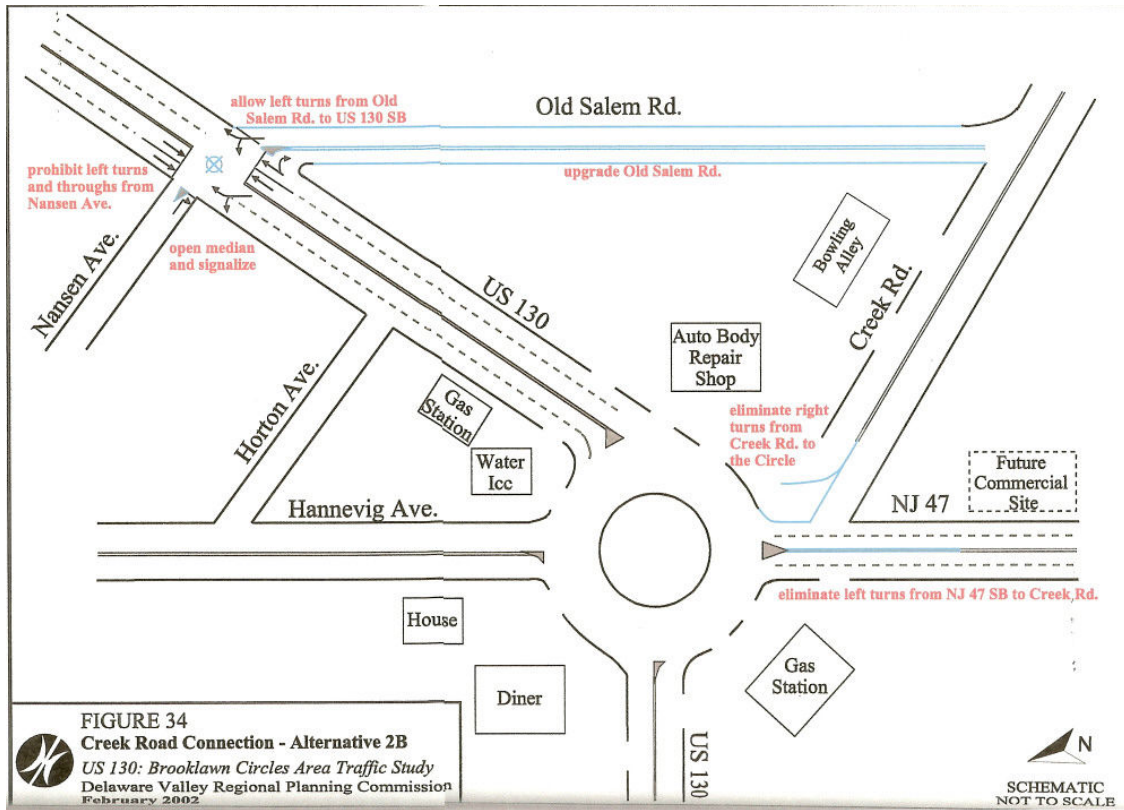 allow left turns from Old
Salem Rd. to US 130 SB
Old Salem Rd.
prohibit left turns
and throughs from
Nansen Ave.
upgrade Old Salem Rd.
open median
and signalize
Nansen Ave.
US 130
Bowling
Alley
Creek Rd.
Auto Body
Repair
Shop
Horton Ave.
Gas
Station
eliminate right
turns from
Creek Rd. to
the Circle
Water
Icc
Future
Commercial
Site
Hannevig Ave.
NJ 47
eliminate left turns from NJ 47 SB to Creek Rd.
House
Diner
Gas
Station
US 130
FIGURE 34
Creek Road Connection - Alternative 2B
US 130: Brooklawn Circles Area Traffic Study
Delaware Valley Regional Planning Commission
February 2002
N
SCHEMATIC
NOT TO SCALE